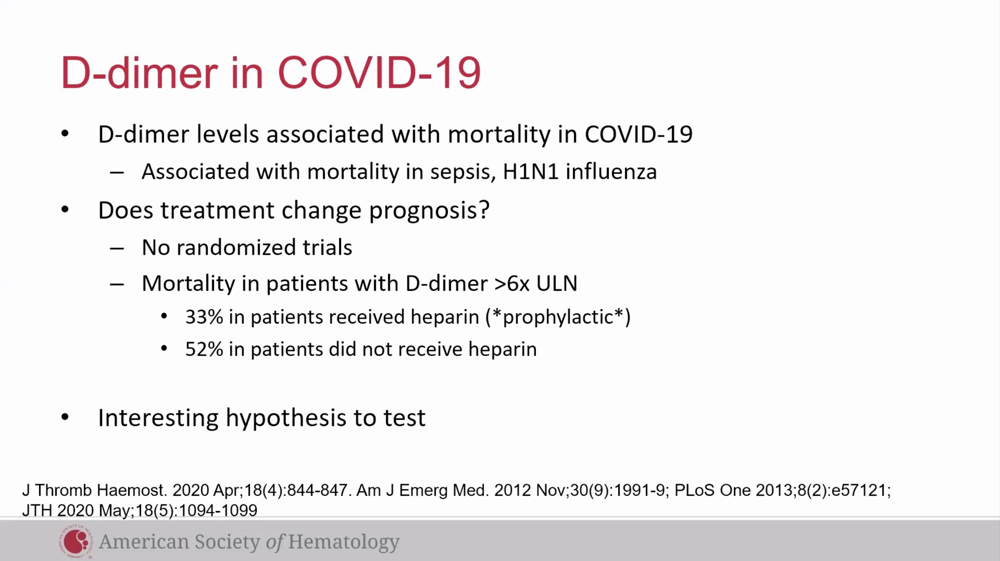 D-dimer in COVID-19
• D-dimer levels associated with mortality in COVID-19
– Associated with mortality in sepsis, H1N1 influenza
• Does treatment change prognosis?
– No randomized trials
– Mortality in patients with D-dimer >6x ULN
• 33% in patients received heparin (*prophylactic*)
• 52% in patients did not receive heparin
• Interesting hypothesis to test
J Thromb Haemost. 2020 Apr;18(4):844-847. Am J Emerg Med. 2012 Nov;30(9):1991-9; PLoS One 2013;8(2):e57121;
JTH 2020 May;18(5):1094-1099
AMERICAN SOCIETY OF HEMATOLOGY
American Society of Hematology